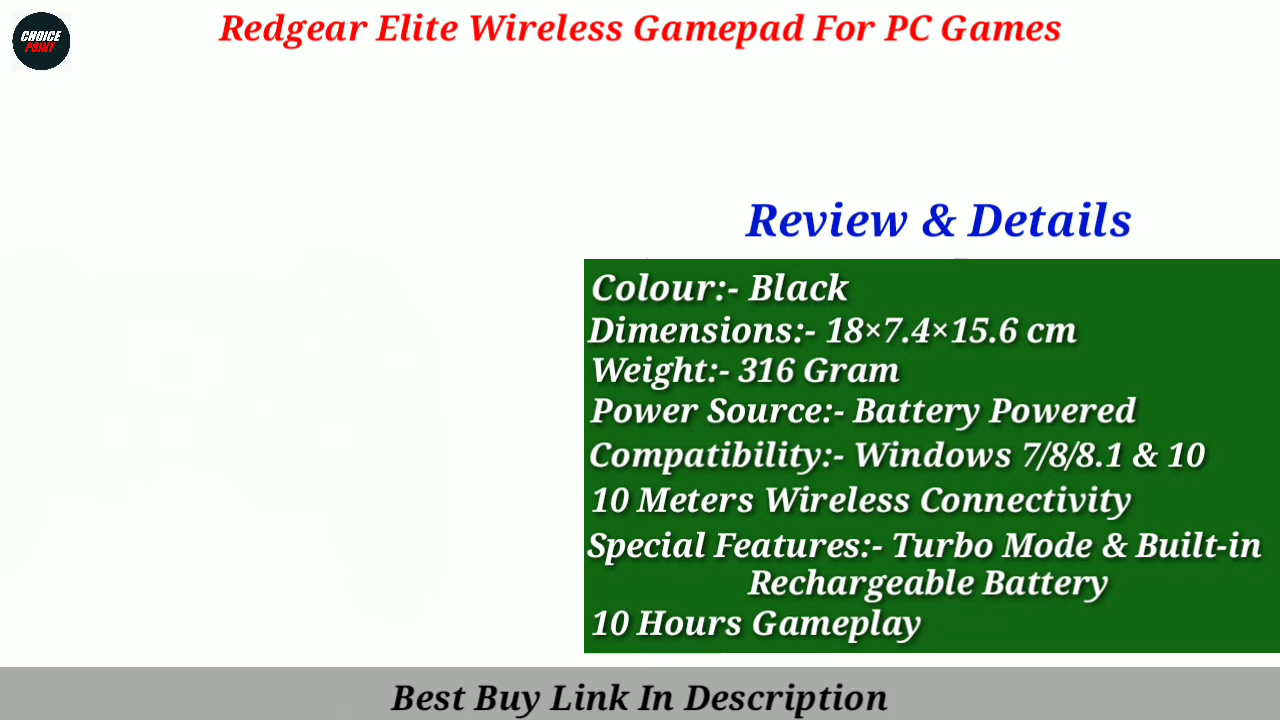 CHOICE
POINT
Redgear Elite Wireless Gamepad For PC Games
Review & Details
Colour:- Black
Dimensions:- 18×7.4×15.6 cm
Weight:- 316 Gram
Power Source:- Battery Powered
Compatibility:- Windows 7/8/8.1 & 10
10 Meters Wireless Connectivity
Special Features:- Turbo Mode & Built-in
Rechargeable Battery
10 Hours Gameplay
Best Buy Link In Description